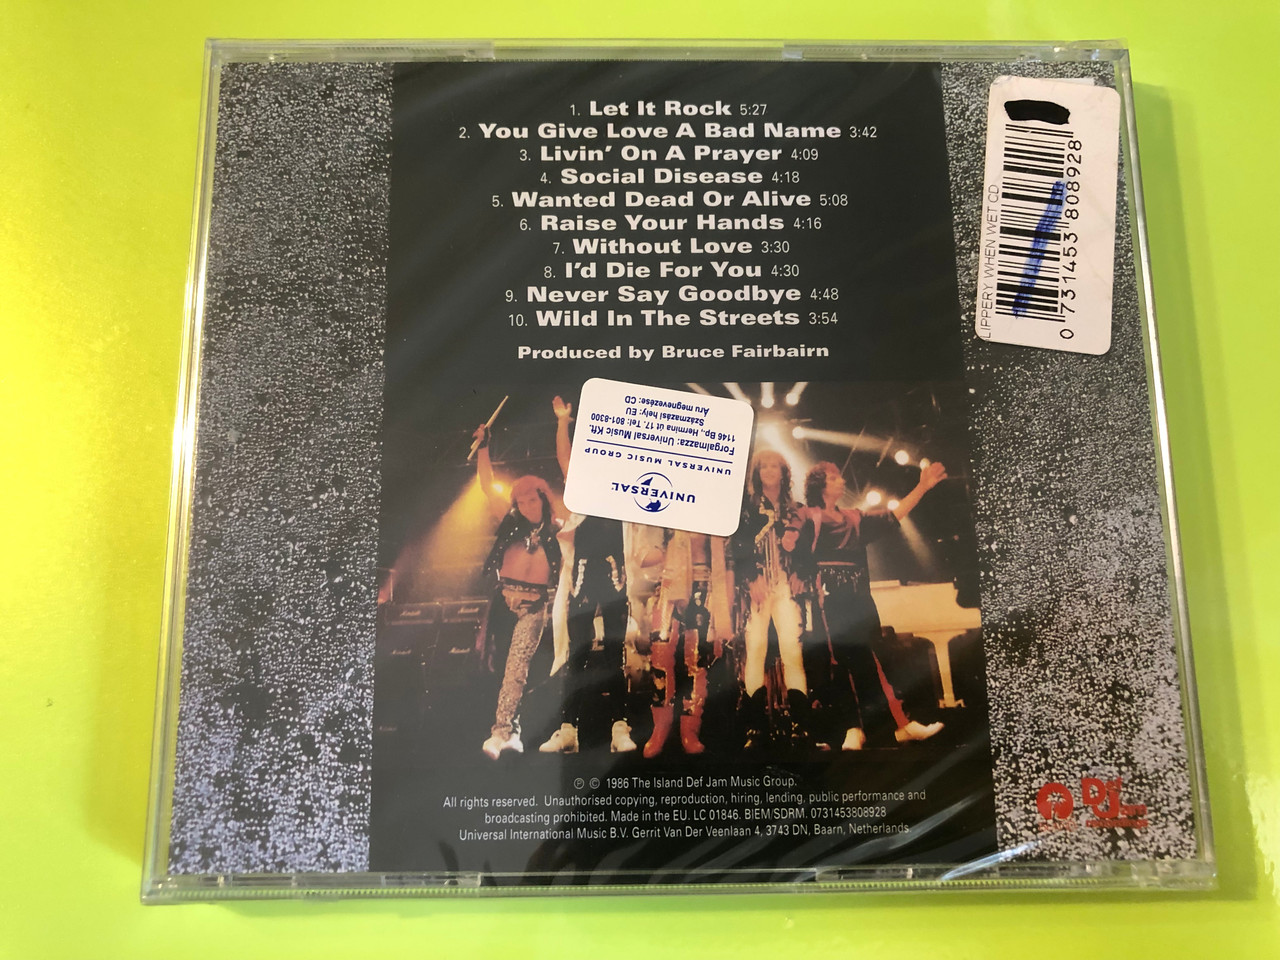 1. Let It Rock 5:27
2. You Give Love A Bad Name 3:42
3. Livin' On A Prayer 4:09
4. Social Disease 4:18
5. Wanted Dead Or Alive 5:08
6. Raise Your Hands 4:16
7. Without Love 3:30
8. I'd Die For You 4:30
9. Never Say Goodbye 4:48
10. Wild In The Streets 3:54
Produced by Bruce Fairbairn
LIPPERY WHEN WET CD
0 731453 808928
UNIVERSAL
UNIVERSAL MUSIC GROUP
Forgalmazza: Universal Music Kft.
1146 Bp., Hermina út 17. Tel: 801-8300
Származási hely: EU
Áru megnevezése: CD
℗ © 1986 The Island Def Jam Music Group.
All rights reserved. Unauthorised copying, reproduction, hiring, lending, public performance and
broadcasting prohibited. Made in the EU. LC 01846. BIEM/SDRM. 0731453808928
Universal International Music B.V. Gerrit Van Der Veenlaan 4, 3743 DN, Baarn, Netherlands.
Def
Jam